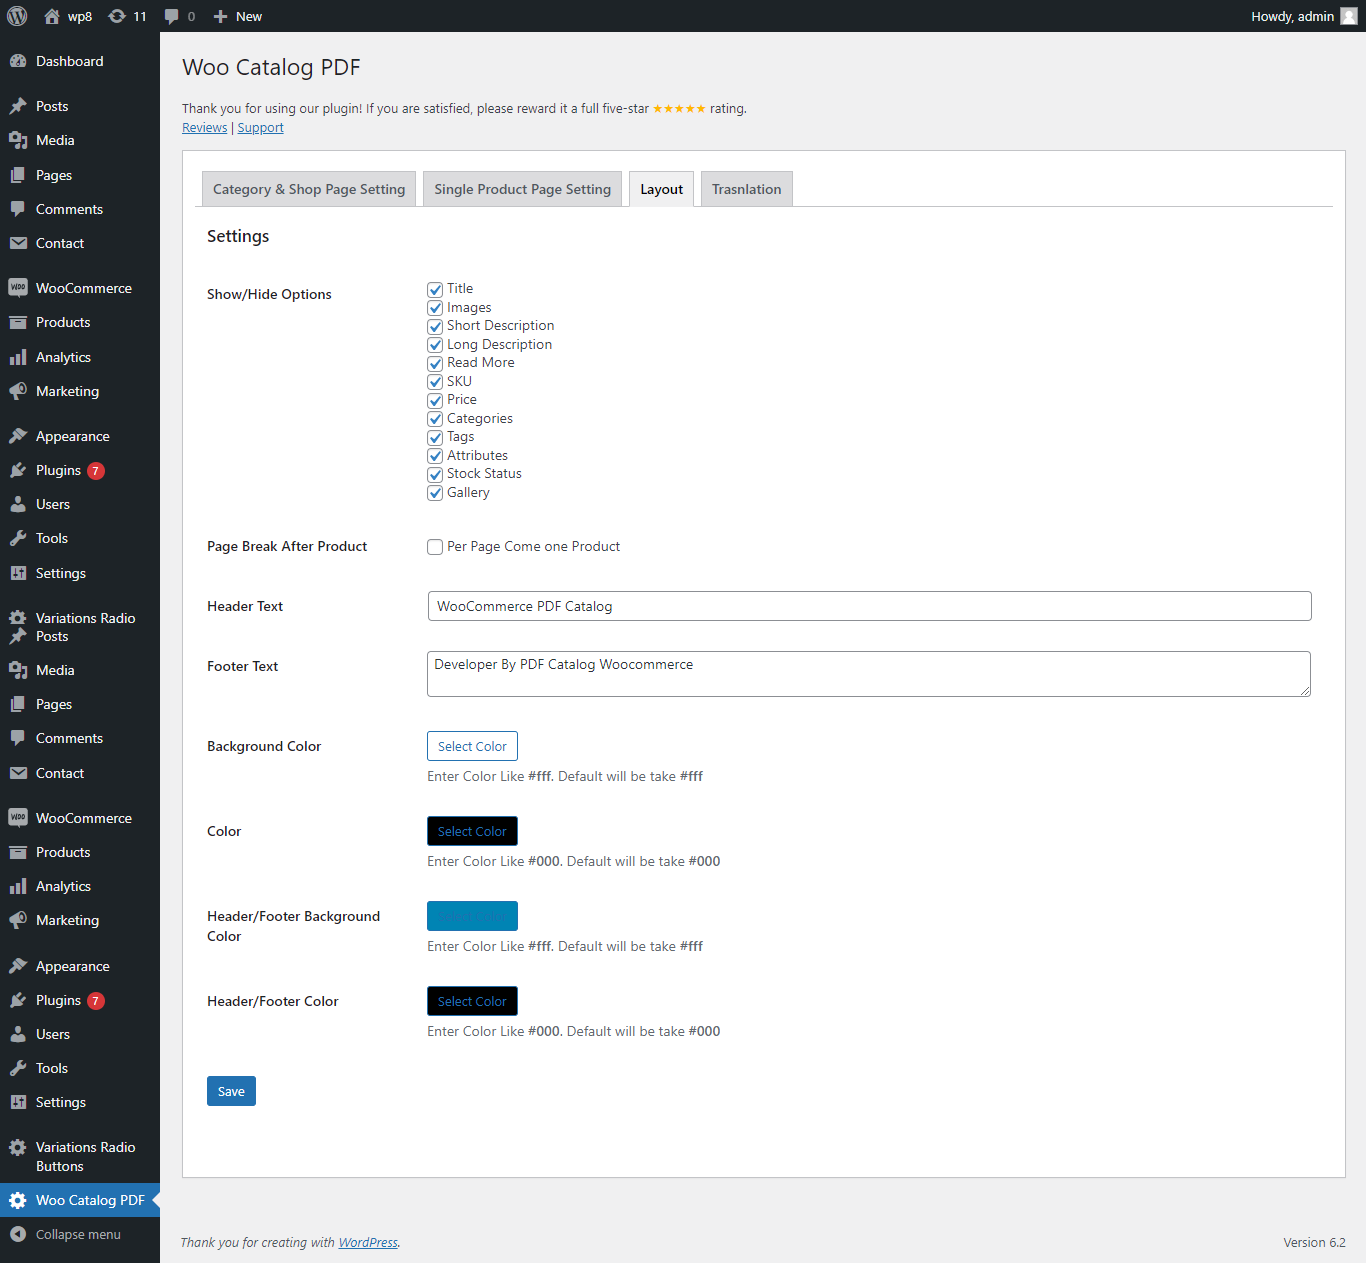 wp8 11 0 New Howdy, admin
Dashboard
Posts
Media
Pages
Comments
Contact
WooCommerce
Products
Analytics
Marketing
Appearance
Plugins 7
Users
Tools
Settings
Variations Radio
Posts
Media
Pages
Comments
Contact
WooCommerce
Products
Analytics
Marketing
Appearance
Plugins 7
Users
Tools
Settings
Variations Radio
Buttons
Woo Catalog PDF
Collapse menu
Woo Catalog PDF
Thank you for using our plugin! If you are satisfied, please reward it a full five-star ★★★★★ rating.
Reviews | Support
Category & Shop Page Setting Single Product Page Setting Layout Trasnlation
Settings
Show/Hide Options
Title
Images
Short Description
Long Description
Read More
SKU
Price
Categories
Tags
Attributes
Stock Status
Gallery
Page Break After Product Per Page Come one Product
Header Text WooCommerce PDF Catalog
Footer Text Developer By PDF Catalog Woocommerce
Background Color Select Color
Enter Color Like #fff. Default will be take #fff
Color Select Color
Enter Color Like #000. Default will be take #000
Header/Footer Background
Color
Enter Color Like #fff. Default will be take #fff
Header/Footer Color Select Color
Enter Color Like #000. Default will be take #000
Save
Thank you for creating with WordPress. Version 6.2